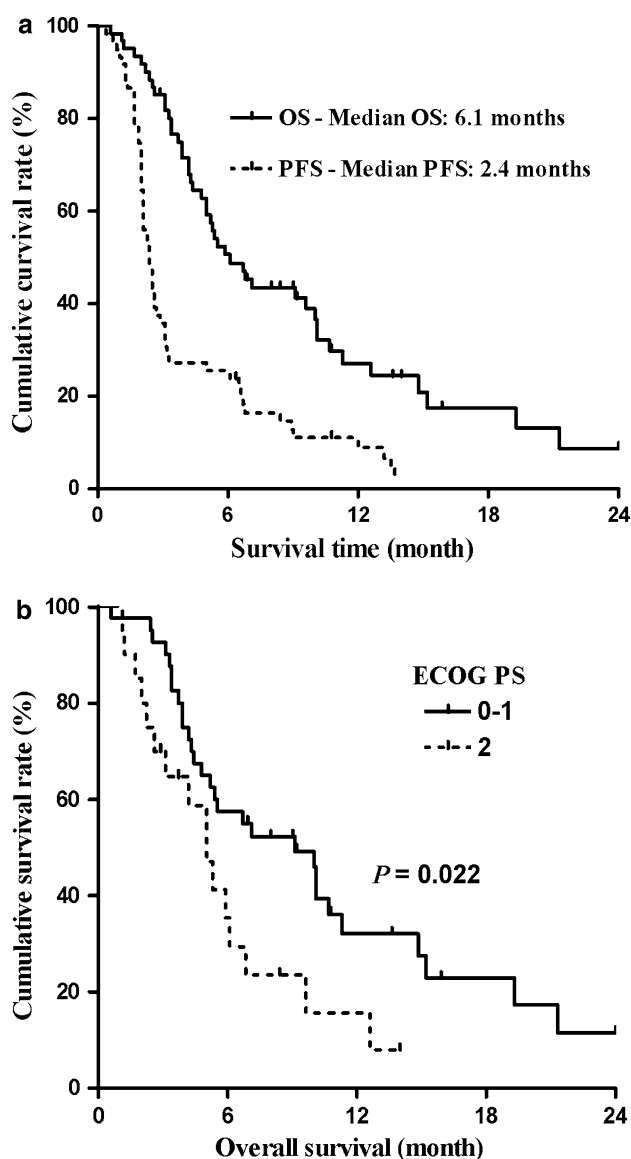 a
100
80
60
40
20
0
Cumulative curvival rate (%)
OS - Median OS: 6.1 months
PFS - Median PFS: 2.4 months
0 6 12 18 24
Survival time (month)
b
100
80
60
40
20
0
Cumulative survival rate (%)
ECOG PS
0-1
2
P = 0.022
0 6 12 18 24
Overall survival (month)